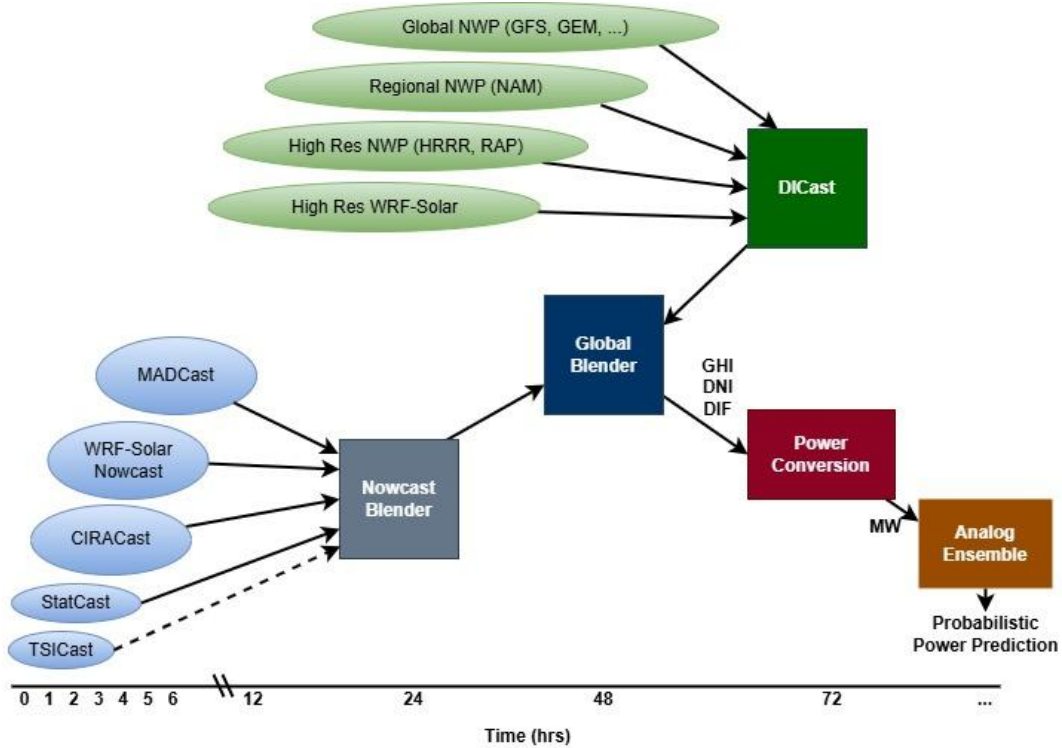 Global NWP (GFS, GEM, ...)
Regional NWP (NAM)
High Res NWP (HRRR, RAP)
High Res WRF-Solar
DICast
Global
Blender
GHI
DNI
DIF
MADCast
WRF-Solar
Nowcast
CIRACast
StatCast
TSICast
Nowcast
Blender
Power
Conversion
MW
Analog
Ensemble
Probabilistic
Power Prediction
0 1 2 3 4 5 6 12 24 48 72 ...
Time (hrs)